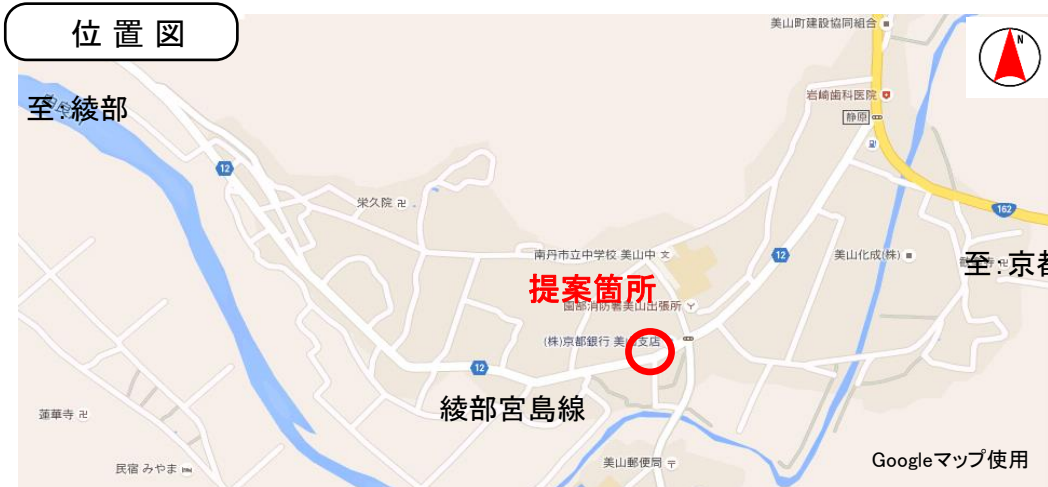 位置図
美山町建設協同組合
N
至:綾部
岩崎歯科医院
静原
12
162
栄久院
南丹市立中学校 美山中
12
美山化成(株)
至:京都
提案箇所
園部消防署美山出張所
(株)京都銀行 美山支店
12
綾部宮島線
蓮華寺
民宿 みやま
美山郵便局
Googleマップ使用